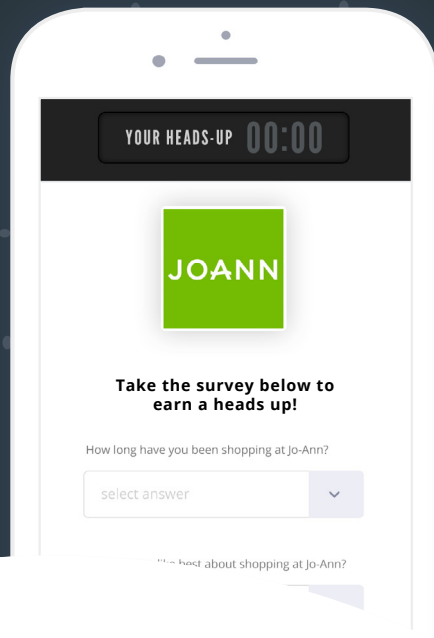 YOUR HEADS-UP 00:00
JOANN
Take the survey below to
earn a heads up!
How long have you been shopping at Jo-Ann?
select answer
best about shopping at Jo-Ann?